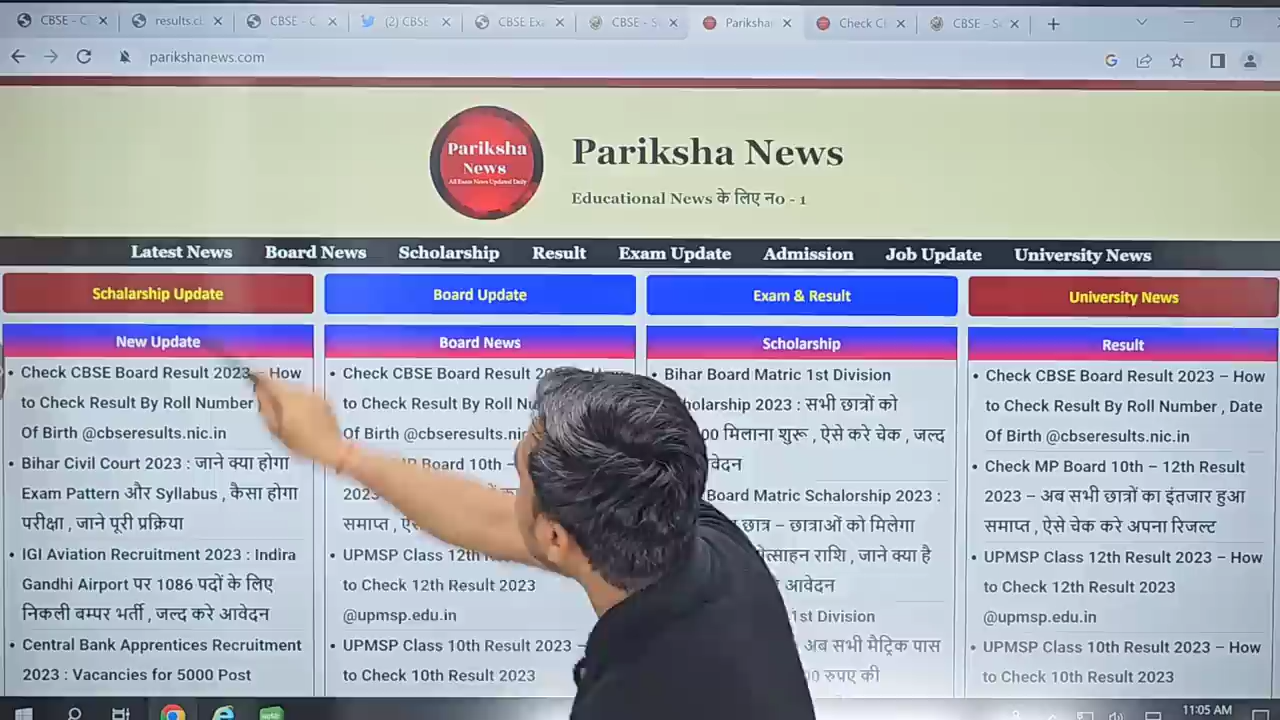 CBSE - C
results.ci
CBSE - C
(2) CBSE
CBSE Ex
CBSE - S
Pariksha
Check C
CBSE - S
parikshanews.com
Pariksha
News
All Exam News Updated Daily
Pariksha News
Educational News के लिए न० - 1
Latest News
Board News
Scholarship
Result
Exam Update
Admission
Job Update
University News
Schalarship Update
Board Update
Exam & Result
University News
New Update
Check CBSE Board Result 2023 – How
to Check Result By Roll Number
Of Birth @cbseresults.nic.in
Bihar Civil Court 2023 : जाने क्या होगा
Exam Pattern और Syllabus , कैसा होगा
परीक्षा , जाने पूरी प्रक्रिया
IGI Aviation Recruitment 2023 : Indira
Gandhi Airport पर 1086 पदों के लिए
निकली बम्पर भर्ती , जल्द करे आवेदन
Central Bank Apprentices Recruitment
2023 : Vacancies for 5000 Post
Board News
Check CBSE Board Result
to Check Result By Roll
Of Birth @cbseresults.nic
Board 10th –
2023
समाप्त ,
UPMSP Class 12th
to Check 12th Result 2023
@upmsp.edu.in
UPMSP Class 10th Result 2023 –
to Check 10th Result 2023
Scholarship
Bihar Board Matric 1st Division
holarship 2023 : सभी छात्रों को
00 मिलाना शुरू , ऐसे करे चेक , जल्द
वेदन
Board Matric Schalorship 2023 :
छात्र – छात्राओं को मिलेगा
राशि , जाने क्या है
आवेदन
1st Division
अब सभी मैट्रिक पास
00 रुपए की
Result
Check CBSE Board Result 2023 – How
to Check Result By Roll Number , Date
Of Birth @cbseresults.nic.in
Check MP Board 10th – 12th Result
2023 – अब सभी छात्रों का इंतजार हुआ
समाप्त , ऐसे चेक करे अपना रिजल्ट
UPMSP Class 12th Result 2023 – How
to Check 12th Result 2023
@upmsp.edu.in
UPMSP Class 10th Result 2023 – How
to Check 10th Result 2023
11:05 AM